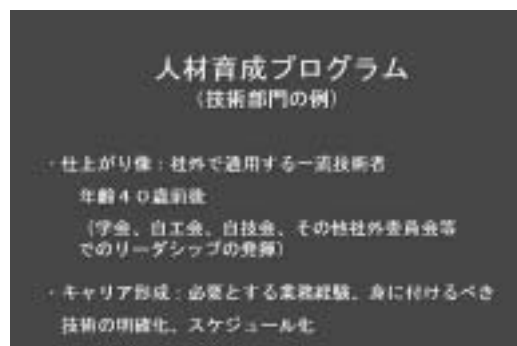 人材育成プログラム
（技術部門の例）
・仕上がり像：社外で通用する一流技術者
年齢４０歳前後
（学会、自工会、自技会、その他社外委員会等
でのリーダシップの発揮）
・キャリア形成：必要とする業務経験、身に付けるべき
技術の明確化、スケジュール化